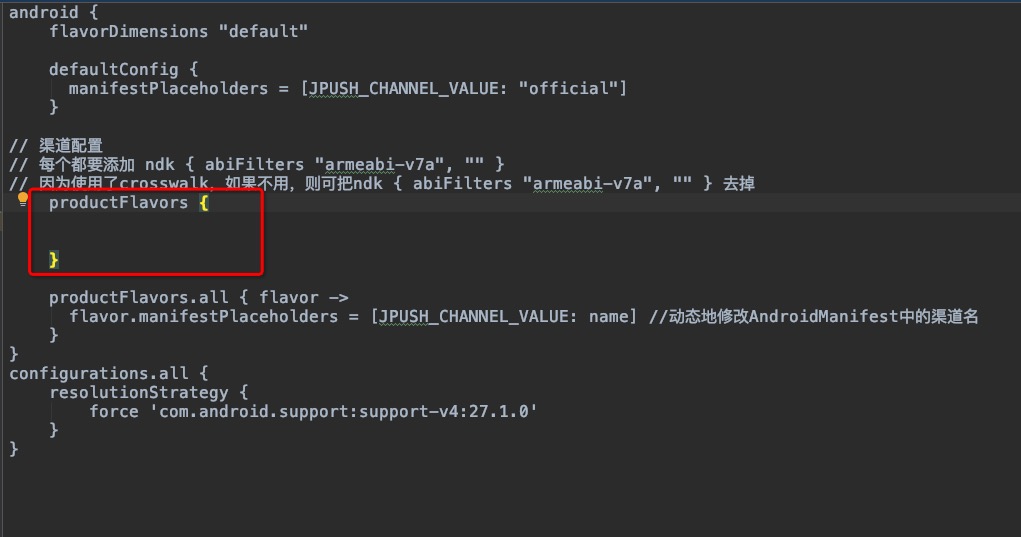 android {
flavorDimensions "default"
defaultConfig {
manifestPlaceholders = [JPUSH_CHANNEL_VALUE: "official"]
}
// 渠道配置
// 每个都要添加 ndk { abiFilters "armeabi-v7a", "" }
// 因为使用了crosswalk，如果不用，则可把ndk { abiFilters "armeabi-v7a", "" } 去掉
productFlavors {
}
productFlavors.all { flavor ->
flavor.manifestPlaceholders = [JPUSH_CHANNEL_VALUE: name] //动态地修改AndroidManifest中的渠道名
}
}
configurations.all {
resolutionStrategy {
force 'com.android.support:support-v4:27.1.0'
}
}